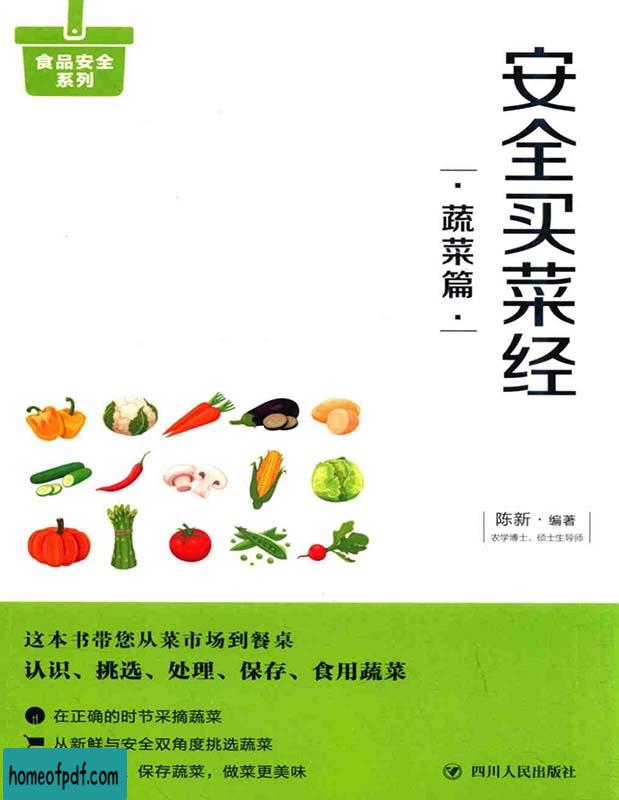 食品安全
系列
安全买菜经
·蔬菜篇·
陈新·编著
农学博士、硕士生导师
这本书带您从菜市场到餐桌
认识、挑选、处理、保存、食用蔬菜
在正确的时节采摘蔬菜
从新鲜与安全双角度挑选蔬菜
、保存蔬菜，做菜更美味
四川人民出版社
homeofpdf.com